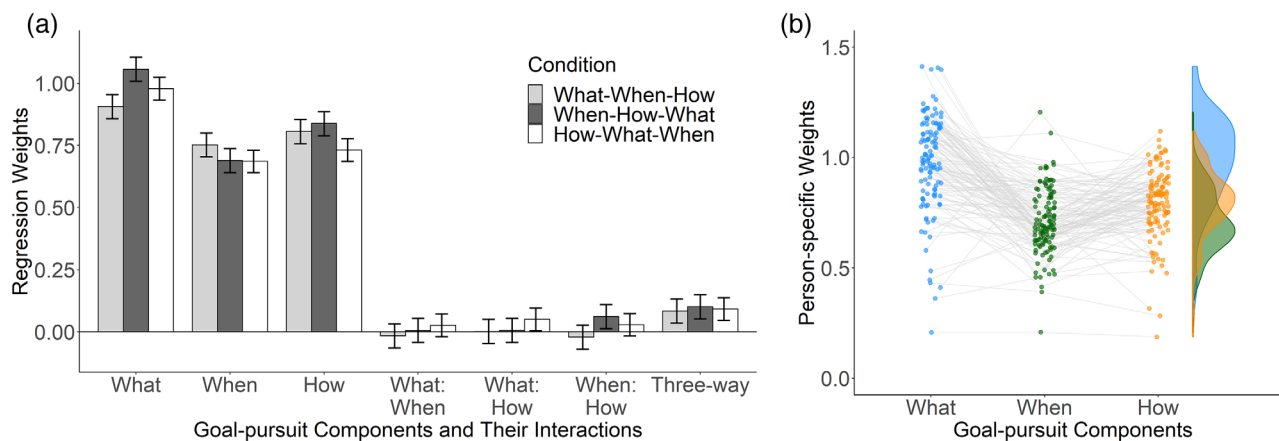 (a)
Regression Weights
1.00
0.75
0.50
0.25
0.00
Condition
What-When-How
When-How-What
How-What-When
What
When
How
What:
When
What:
How
When:
How
Three-way
Goal-pursuit Components and Their Interactions
(b)
Person-specific Weights
1.5
1.0
0.5
0.0
What
When
How
Goal-pursuit Components